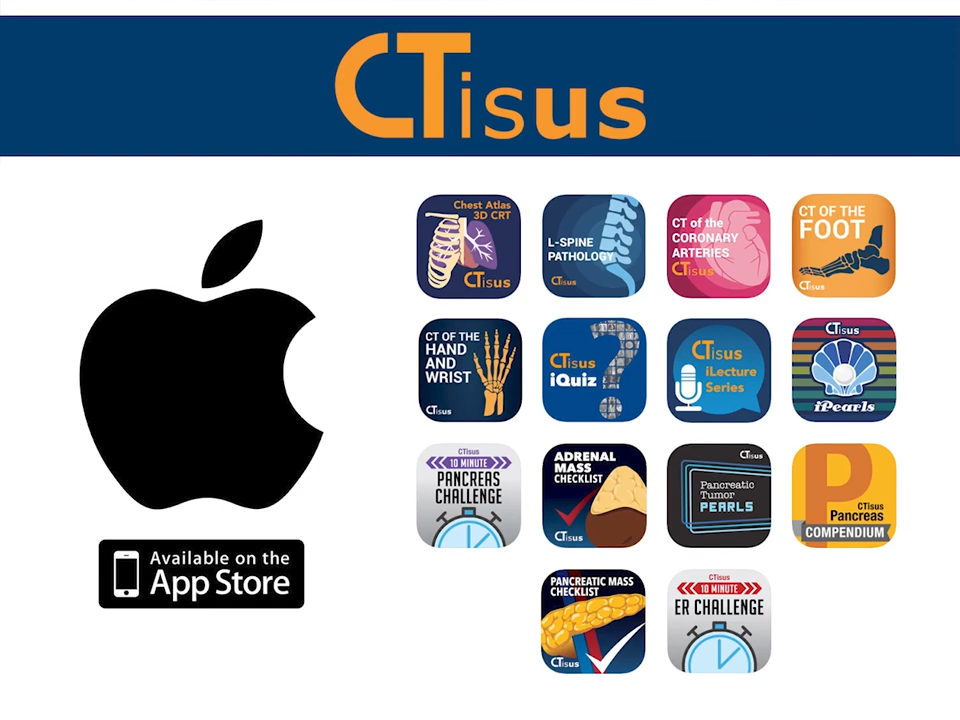 CTisus
Chest Atlas
3D CRT
CTisus
L-SPINE
PATHOLOGY
CTisus
CT of the
CORONARY
ARTERIES
CTisus
CT OF THE
FOOT
CTisus
CT OF THE
HAND
AND
WRIST
CTisus
CTisus
iQuiz
CTisus
iLecture
Series
CTisus
iPearls
CTisus
10 MINUTE
PANCREAS
CHALLENGE
ADRENAL
MASS
CHECKLIST
CTisus
CTisus
Pancreatic
Tumor
PEARLS
P
CTisus
Pancreas
COMPENDIUM
Available on the
App Store
PANCREATIC MASS
CHECKLIST
CTisus
CTisus
10 MINUTE
ER CHALLENGE